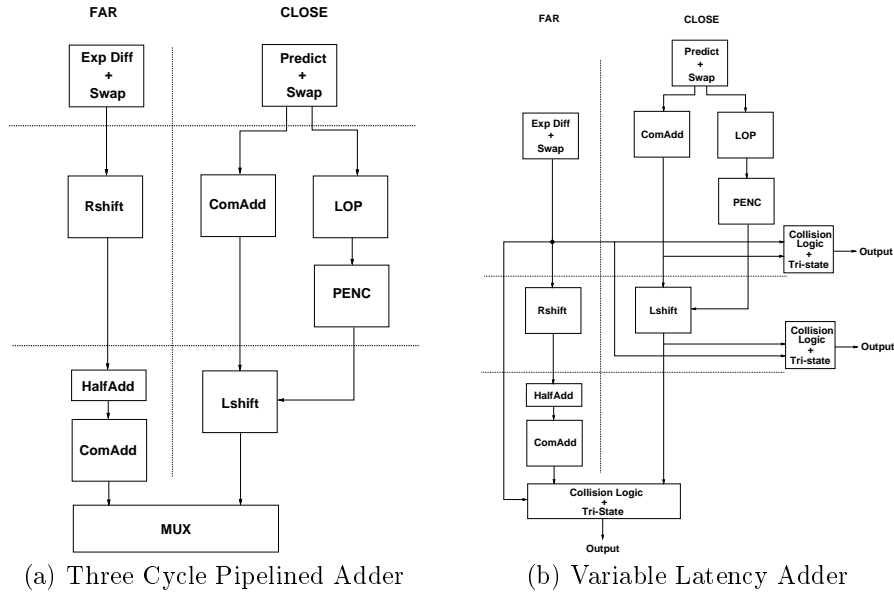 FAR
CLOSE
Exp Diff
+
Swap
Predict
+
Swap
Rshift
ComAdd
LOP
PENC
HalfAdd
ComAdd
Lshift
MUX
(a) Three Cycle Pipelined Adder
FAR
CLOSE
Predict
+
Swap
Exp Diff
+
Swap
ComAdd
LOP
PENC
Collision
Logic
+
Tri-state
Output
Rshift
Lshift
Collision
Logic
+
Tri-state
Output
HalfAdd
ComAdd
Collision Logic
+
Tri-State
Output
(b) Variable Latency Adder